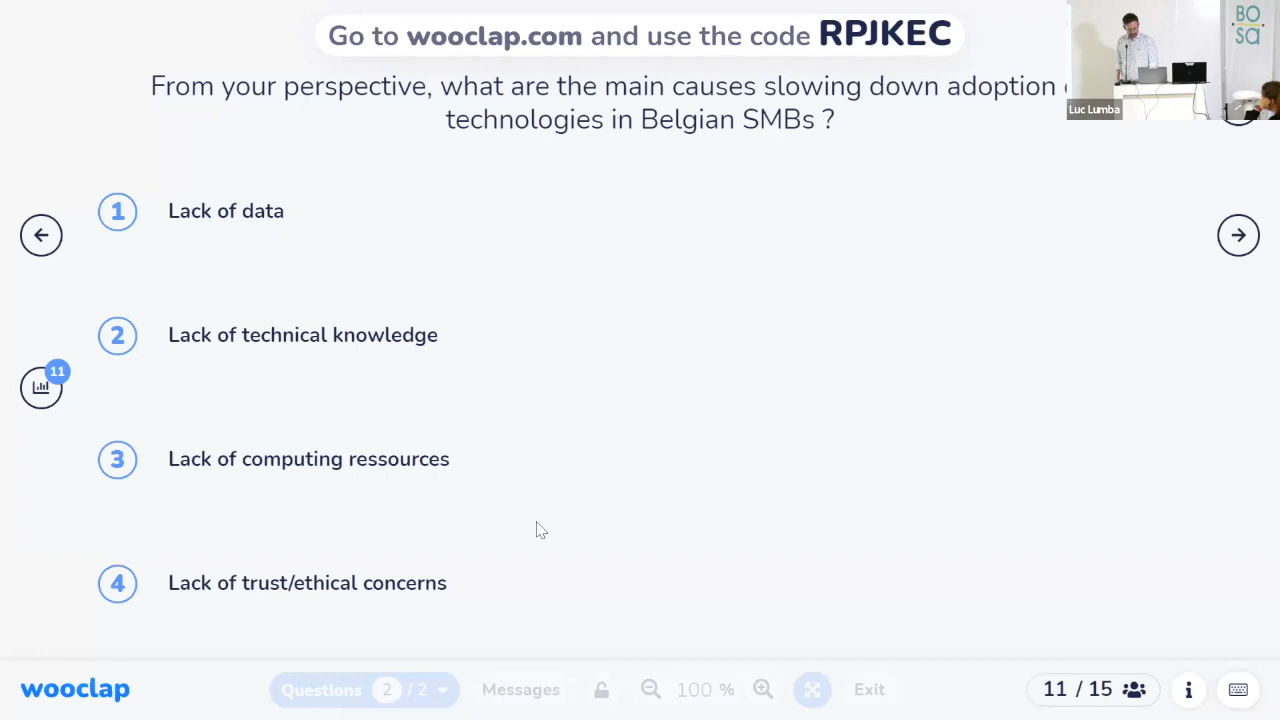 Go to wooclap.com and use the code RPJKEC
BO
SA
Luc Lumba
From your perspective, what are the main causes slowing down adoption
technologies in Belgian SMBs ?
1 Lack of data
2 Lack of technical knowledge
11
3 Lack of computing ressources
4 Lack of trust/ethical concerns
wooclap Questions 2 / 2 Messages 100 % Exit 11 / 15 i